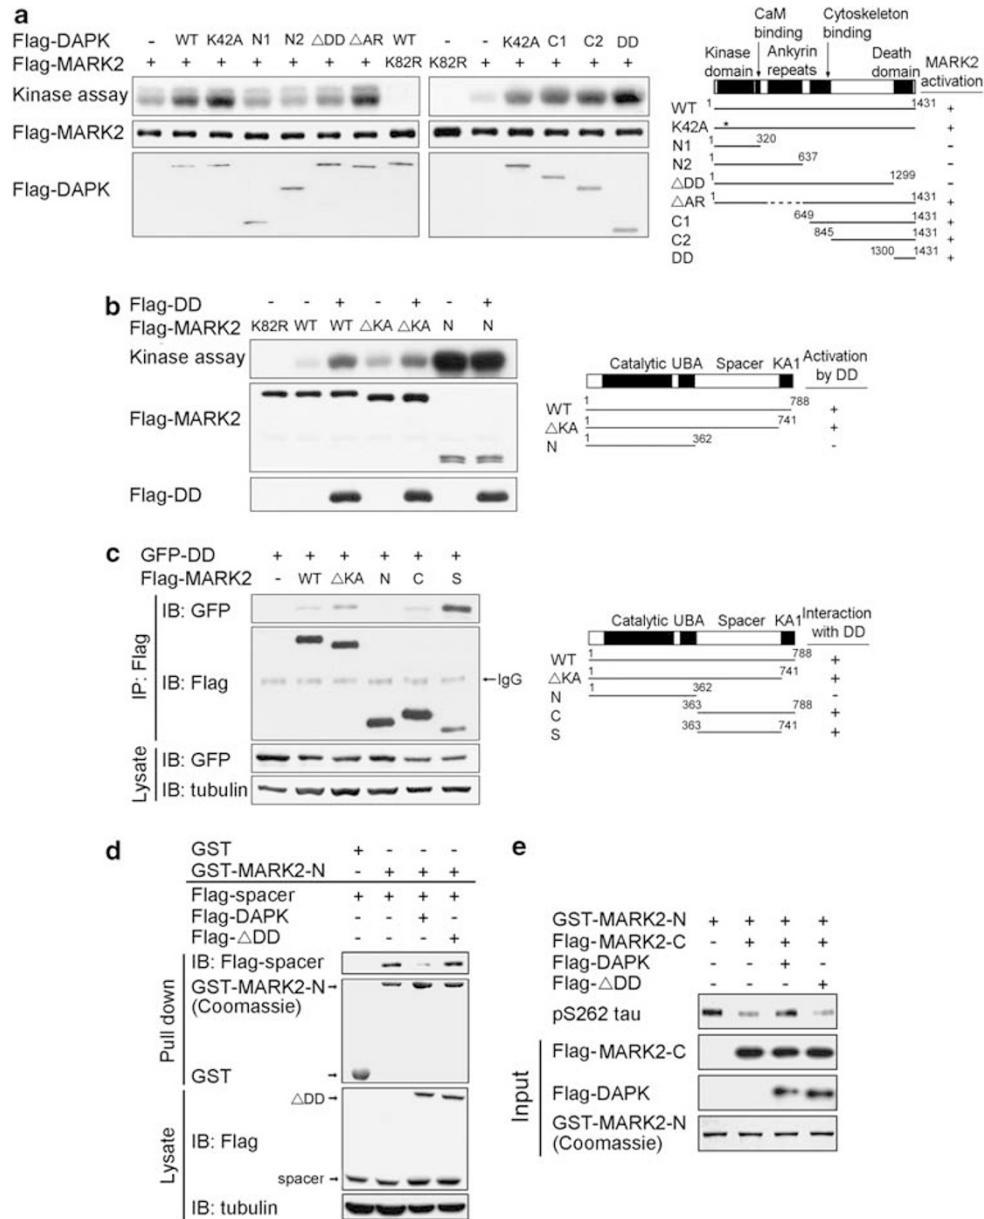 a
Flag-DAPK - WT K42A N1 N2 △DD △AR WT - - K42A C1 C2 DD
Flag-MARK2 + + + + + + + K82R K82R + + + + +
Kinase assay
Flag-MARK2
Flag-DAPK
CaM binding
Cytoskeleton binding
Kinase domain
Ankyrin repeats
Death domain
MARK2 activation
WT 1 1431 +
K42A * +
N1 1 320 -
N2 1 637 -
△DD 1 1299 -
△AR 1 1431 +
C1 649 1431 +
C2 845 1431 +
DD 1300 1431 +
b
Flag-DD - - + - + - +
Flag-MARK2 K82R WT WT △KA △KA N N
Kinase assay
Flag-MARK2
Flag-DD
Catalytic UBA Spacer KA1
Activation by DD
WT 1 788 +
△KA 1 741 +
N 1 362 -
c
GFP-DD + + + + + +
Flag-MARK2 - WT △KA N C S
IP: Flag
IB: GFP
IB: Flag
←IgG
Lysate
IB: GFP
IB: tubulin
Catalytic UBA Spacer KA1
Interaction with DD
WT 1 788 +
△KA 1 741 +
N 1 362 -
C 363 788 +
S 363 741 +
d
GST + - - -
GST-MARK2-N - + + +
Flag-spacer + + + +
Flag-DAPK - - + -
Flag-△DD - - - +
Pull down
IB: Flag-spacer
GST-MARK2-N →
(Coomassie)
GST →
Lysate
△DD →
IB: Flag
spacer →
IB: tubulin
e
GST-MARK2-N + + + +
Flag-MARK2-C - + + +
Flag-DAPK - - + -
Flag-△DD - - - +
pS262 tau
Input
Flag-MARK2-C
Flag-DAPK
GST-MARK2-N
(Coomassie)